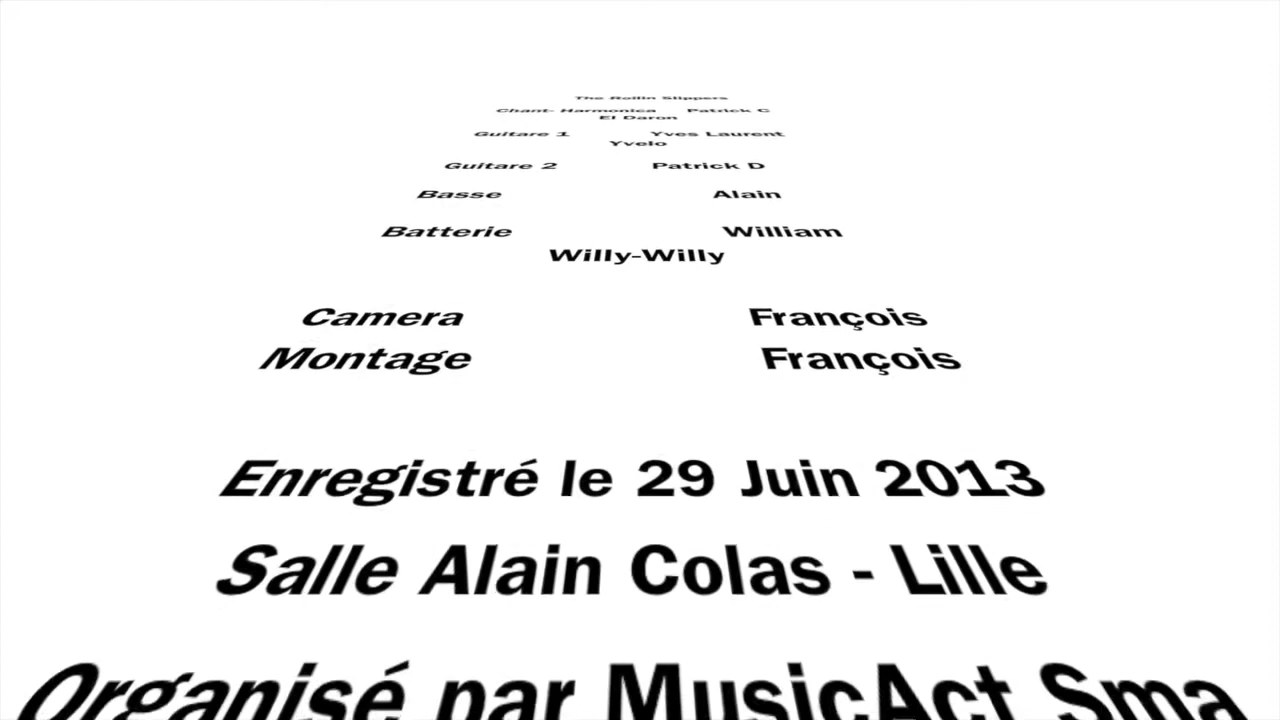 The Rollin Slippers
Chant- Harmonica Patrick C
El Daron
Guitare 1 Yves Laurent
Yvelo
Guitare 2 Patrick D
Basse Alain
Batterie William
Willy-Willy
Camera François
Montage François
Enregistré le 29 Juin 2013
Salle Alain Colas - Lille
Organisé par MusicAct Sma